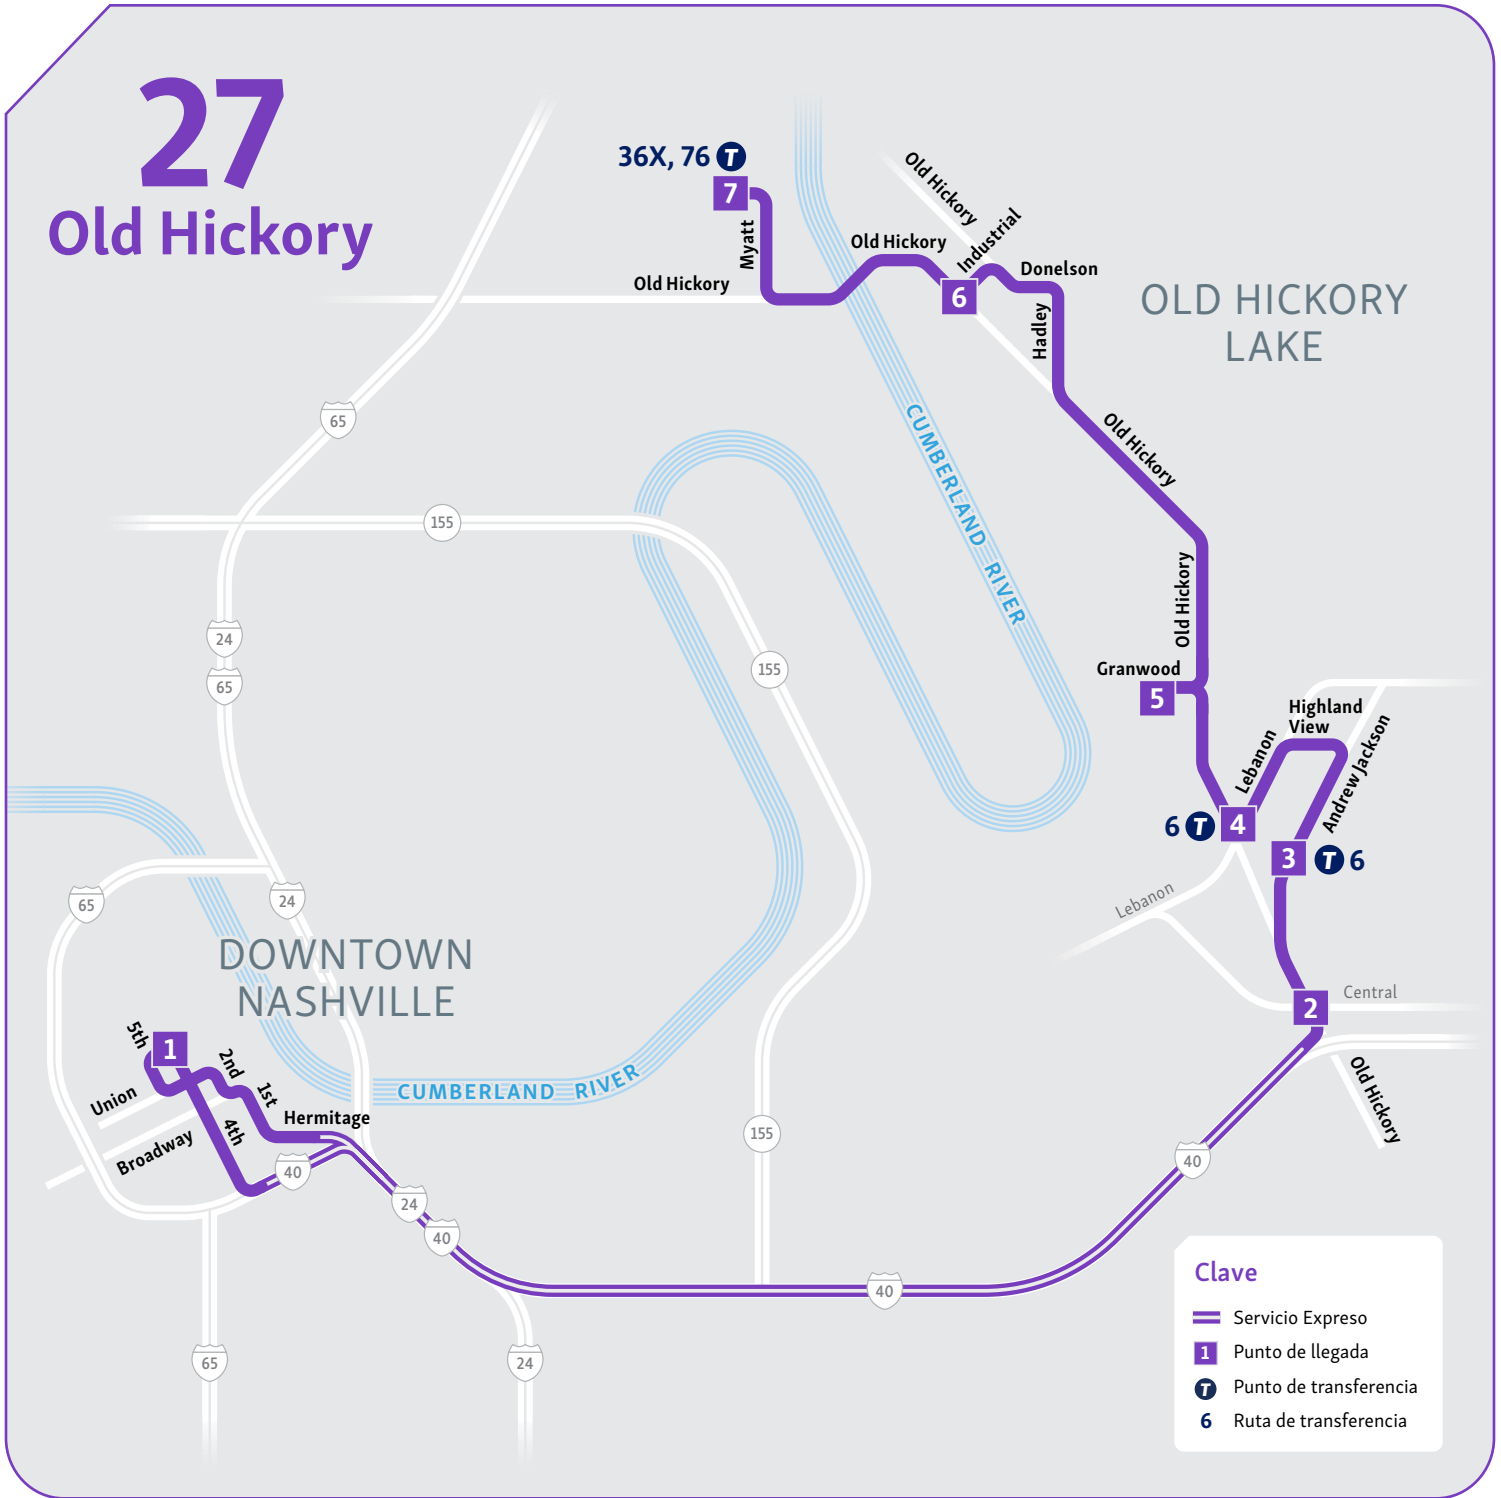 27
Old Hickory
36X, 76 T
7
Myatt
Old Hickory
Old Hickory
Old Hickory
Industrial
6
Donelson
Hadley
OLD HICKORY
LAKE
65
CUMBERLAND RIVER
Old Hickory
155
Old Hickory
24
65
155
Granwood
5
Highland
View
Lebanon
Andrew Jackson
6 T
4
3
T 6
65
24
Lebanon
DOWNTOWN
NASHVILLE
2
Central
5th
1
2nd
1st
Union
Broadway
4th
Hermitage
CUMBERLAND RIVER
Old Hickory
40
155
40
24
40
40
65
24
Clave
Servicio Expreso
1 Punto de llegada
T Punto de transferencia
6 Ruta de transferencia